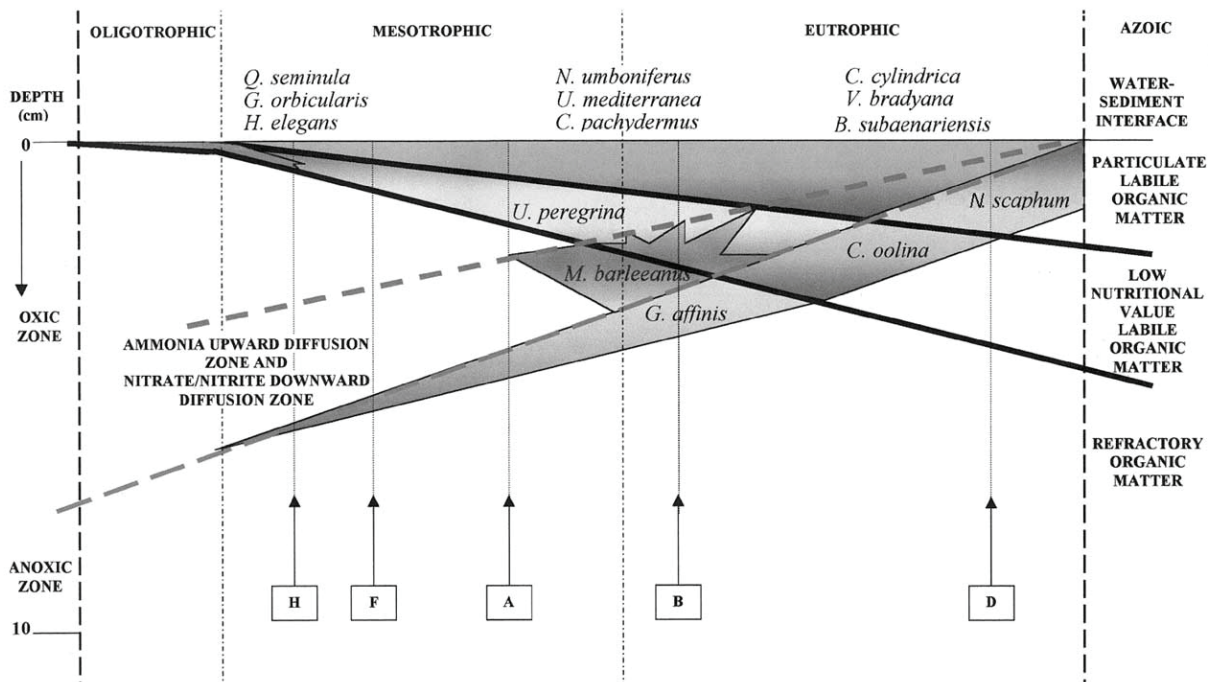 OLIGOTROPHIC
MESOTROPHIC
EUTROPHIC
AZOIC
Q. seminula
G. orbicularis
H. elegans
N. umboniferus
U. mediterranea
C. pachydermus
C. cylindrica
V. bradyana
B. subaenariensis
DEPTH
(cm)
0
WATER-
SEDIMENT
INTERFACE
PARTICULATE
LABILE
ORGANIC
MATTER
N. scaphum
U. peregrina
C. oolina
M. barleeanus
G. affinis
OXIC
ZONE
LOW
NUTRITIONAL
VALUE
LABILE
ORGANIC
MATTER
AMMONIA UPWARD DIFFUSION
ZONE AND
NITRATE/NITRITE DOWNWARD
DIFFUSION ZONE
REFRACTORY
ORGANIC
MATTER
ANOXIC
ZONE
H
F
A
B
D
10